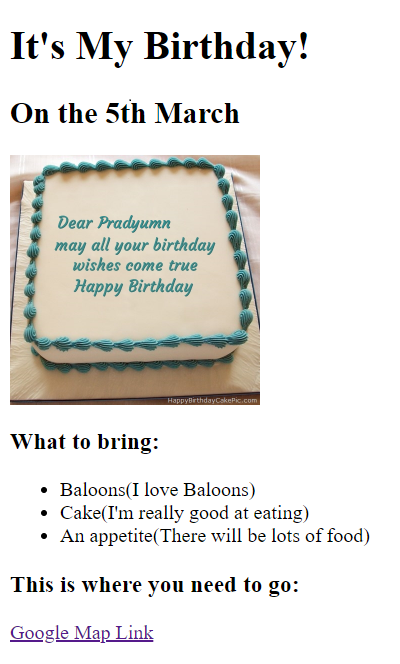 It's My Birthday!
On the 5th March
Dear Pradyumn
may all your birthday
wishes come true
Happy Birthday
HappyBirthdayCakePic.com
What to bring:
Baloons(I love Baloons)
Cake(I'm really good at eating)
An appetite(There will be lots of food)
This is where you need to go:
Google Map Link